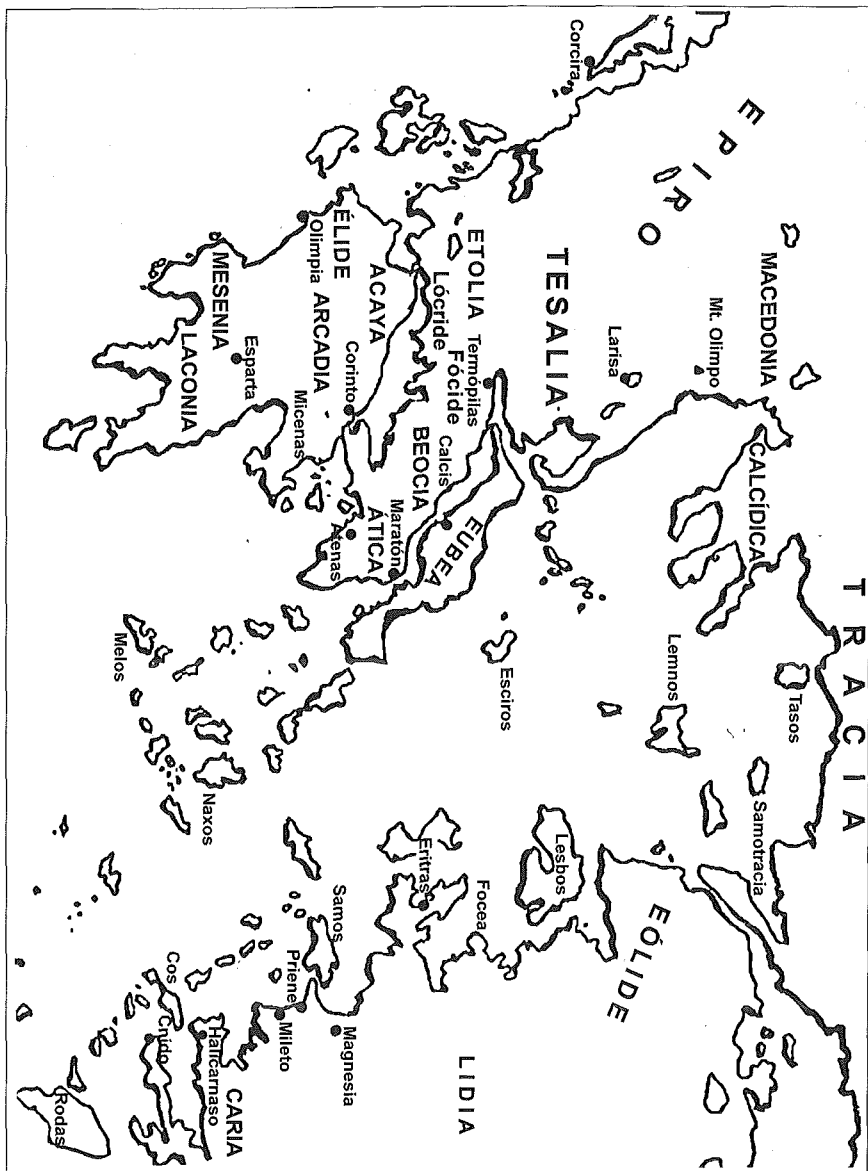 TRACIA
EPIRO
MACEDONIA
CALCÍDICA
Tasos
Samotracia
Mt. Olimpo
Lemnos
Corcira
Larisa
TESALIA
EÓLIDE
Lesbos
Esciros
ETOLIA
Termópilas
Lócride
Fócide
Focea
LIDIA
BEOCIA
Calcis
EUBEA
Eritras
ACAYA
Maratón
ÁTICA
Atenas
ÉLIDE
Olimpia
ARCADIA
Corinto
Micenas
Samos
Magnesia
Priene
Mileto
MESENIA
Esparta
LACONIA
Naxos
Melos
CARIA
Halicarnaso
Cos
Cnido
Rodas